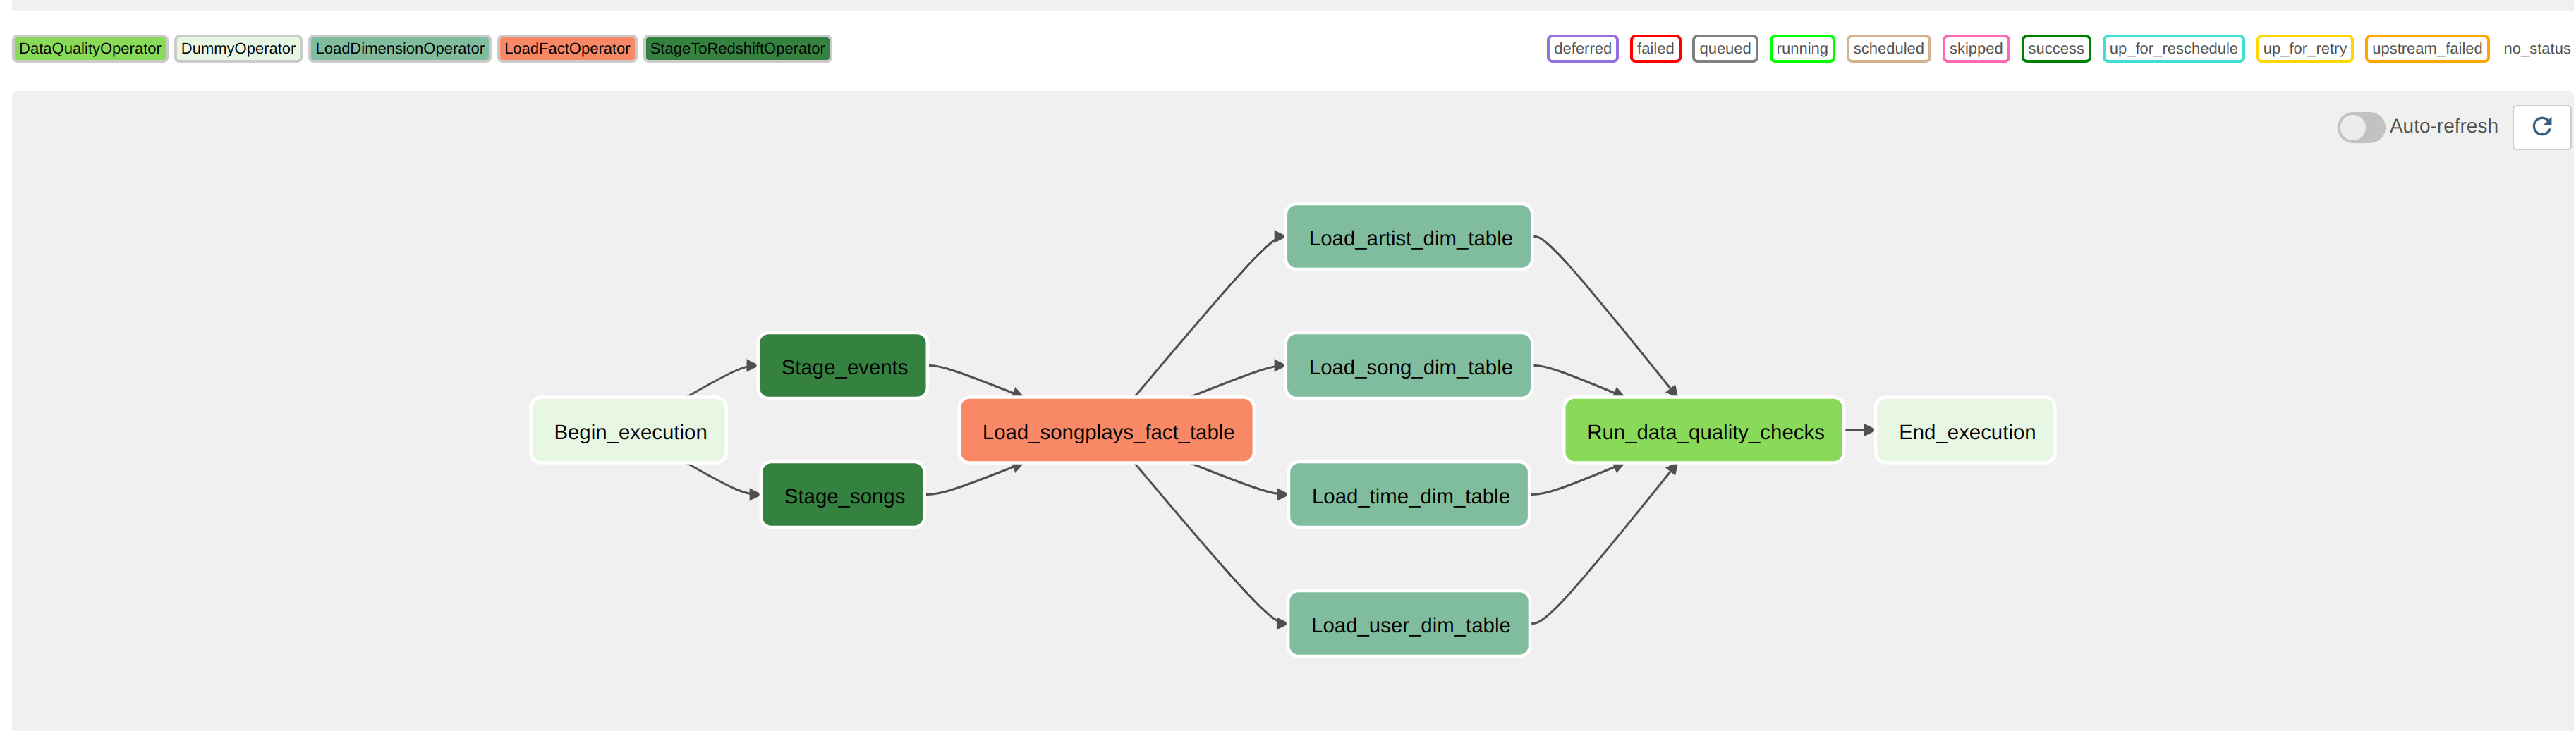 DataQualityOperator DummyOperator LoadDimensionOperator LoadFactOperator StageToRedshiftOperator deferred failed queued running scheduled skipped success up_for_reschedule up_for_retry upstream_failed no_status
Auto-refresh
Load_artist_dim_table
Stage_events Load_song_dim_table
Begin_execution Load_songplays_fact_table Run_data_quality_checks End_execution
Stage_songs Load_time_dim_table
Load_user_dim_table